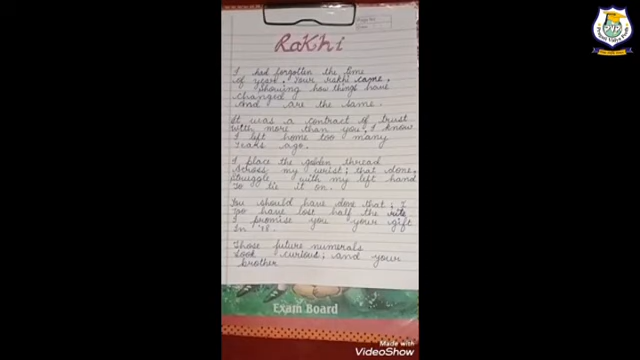 Rakhi
I had forgotten the time
of year. Your rakhi came.
Showing how things have
changed
and are the same.
It was a contract of trust
with more than you, I know
I left home too many
years ago.
I place the golden thread
across my wrist; that done.
struggle with my left hand
To tie it on.
You should have done that; I
Too have lost half the rite.
I promise you your gift
In '98.
Those future numerals
look curious; and your
brother
Exam Board
Made with
VideoShow